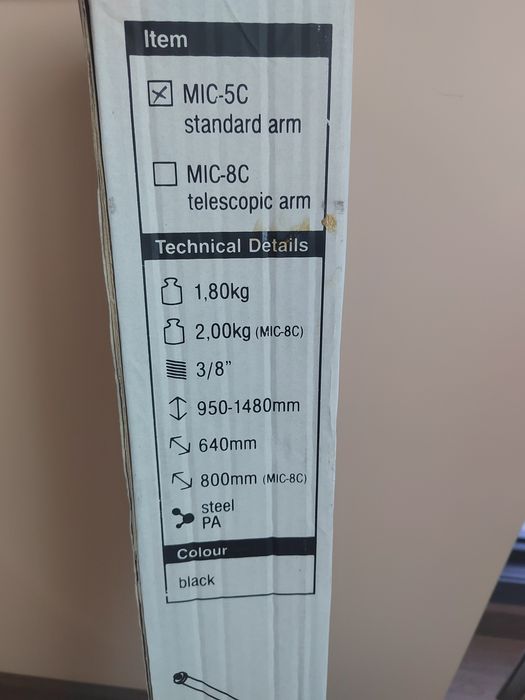 Item
MIC-5C
standard arm
MIC-8C
telescopic arm
Technical Details
1,80kg
2,00kg (MIC-8C)
3/8”
950-1480mm
640mm
800mm (MIC-8C)
steel
PA
Colour
black